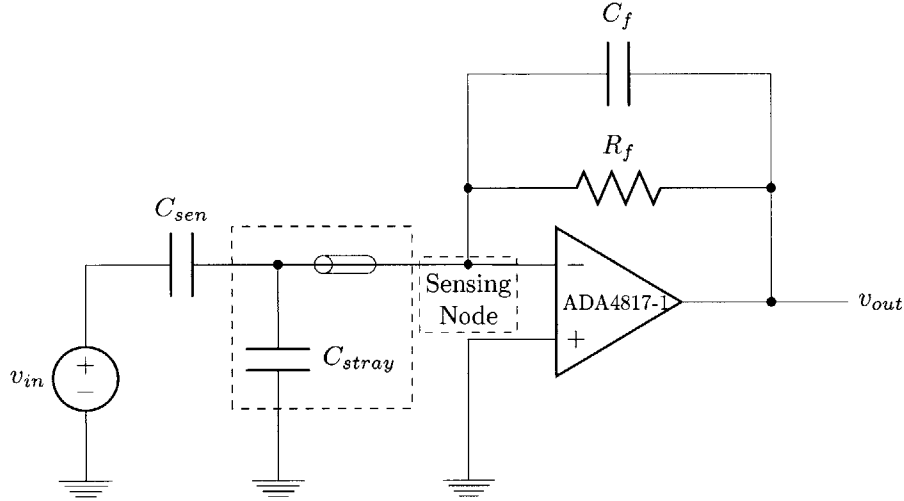 C_f
R_f
C_sen
Sensing
Node
ADA4817-1
v_out
C_stray
v_in
+
−
−
+